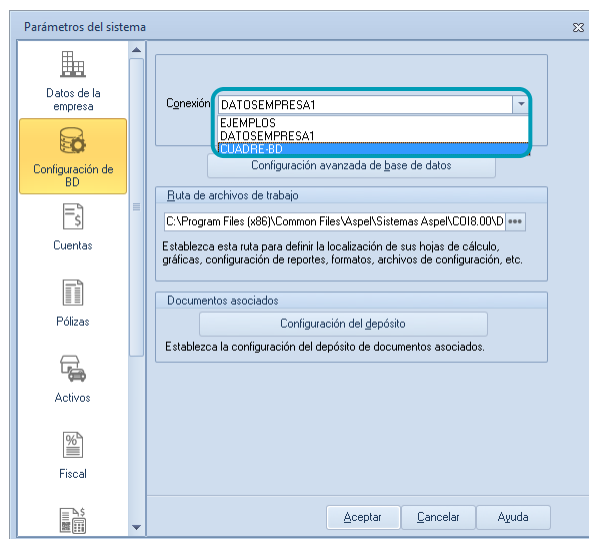 Parámetros del sistema
Datos de la
empresa
Configuración de
BD
Cuentas
Pólizas
Activos
%
Fiscal
$
Conexión
DATOSEMPRESA1
EJEMPLOS
DATOSEMPRESA1
CUADRE-BD
Configuración avanzada de base de datos
Ruta de archivos de trabajo
C:\Program Files (x86)\Common Files\Aspel\Sistemas Aspel\COI8.00\D
Establezca esta ruta para definir la localización de sus hojas de cálculo,
gráficas, configuración de reportes, formatos, archivos de configuración, etc.
Documentos asociados
Configuración del depósito
Establezca la configuración del depósito de documentos asociados.
Aceptar
Cancelar
Ayuda